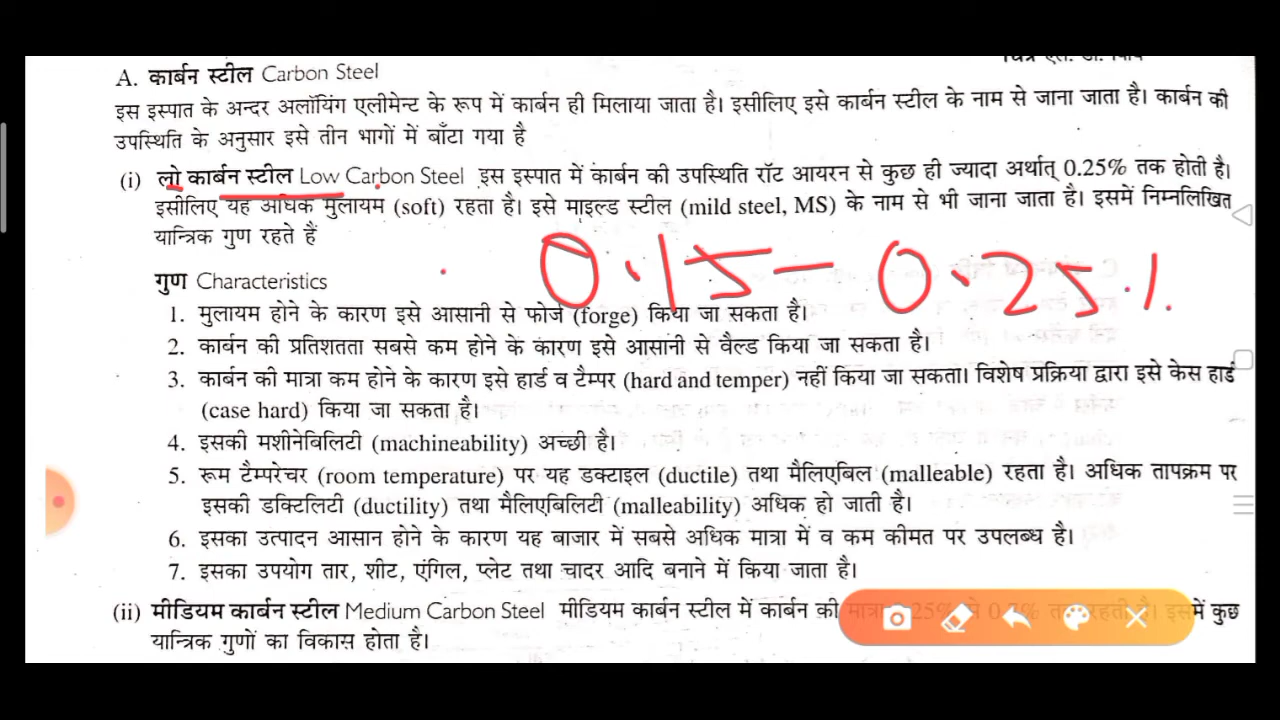 A. कार्बन स्टील Carbon Steel
इस इस्पात के अन्दर अलॉयिंग एलीमेन्ट के रूप में कार्बन ही मिलाया जाता है। इसीलिए इसे कार्बन स्टील के नाम से जाना जाता है। कार्बन की
उपस्थिति के अनुसार इसे तीन भागों में बाँटा गया है
(i) लो कार्बन स्टील Low Carbon Steel इस इस्पात में कार्बन की उपस्थिति रॉट आयरन से कुछ ही ज्यादा अर्थात् 0.25% तक होती है।
इसीलिए यह अधिक मुलायम (soft) रहता है। इसे माइल्ड स्टील (mild steel, MS) के नाम से भी जाना जाता है। इसमें निम्नलिखित
यान्त्रिक गुण रहते हैं
0.15 - 0.25%
गुण Characteristics
1. मुलायम होने के कारण इसे आसानी से फोर्ज (forge) किया जा सकता है।
2. कार्बन की प्रतिशतता सबसे कम होने के कारण इसे आसानी से वैल्ड किया जा सकता है।
3. कार्बन की मात्रा कम होने के कारण इसे हार्ड व टैम्पर (hard and temper) नहीं किया जा सकता। विशेष प्रक्रिया द्वारा इसे केस हार्ड
(case hard) किया जा सकता है।
4. इसकी मशीनेबिलिटी (machineability) अच्छी है।
5. रूम टैम्परेचर (room temperature) पर यह डक्टाइल (ductile) तथा मैलिएबिल (malleable) रहता है। अधिक तापक्रम पर
इसकी डक्टिलिटी (ductility) तथा मैलिएबिलिटी (malleability) अधिक हो जाती है।
6. इसका उत्पादन आसान होने के कारण यह बाजार में सबसे अधिक मात्रा में व कम कीमत पर उपलब्ध है।
7. इसका उपयोग तार, शीट, एंगिल, प्लेट तथा चादर आदि बनाने में किया जाता है।
(ii) मीडियम कार्बन स्टील Medium Carbon Steel मीडियम कार्बन स्टील में कार्बन की मात्रा 0.25% से तक रहती है। इसमें कुछ
यान्त्रिक गुणों का विकास होता है।